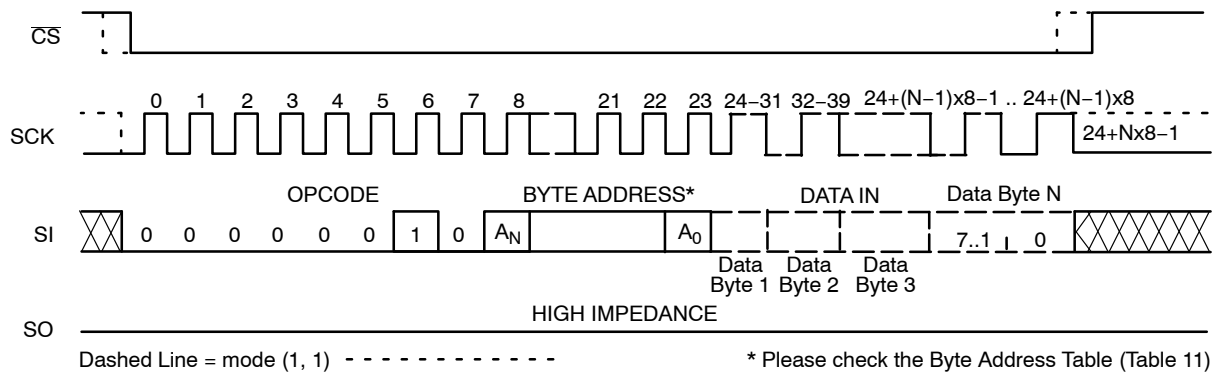 CS
0 1 2 3 4 5 6 7 8 21 22 23 24–31 32–39 24+(N–1)x8–1 .. 24+(N–1)x8
SCK
24+Nx8–1
OPCODE BYTE ADDRESS* DATA IN Data Byte N
SI
0 0 0 0 0 0 1 0 AN A0 7..1 0
Data Byte 1
Data Byte 2
Data Byte 3
HIGH IMPEDANCE
SO
Dashed Line = mode (1, 1)
* Please check the Byte Address Table (Table 11)